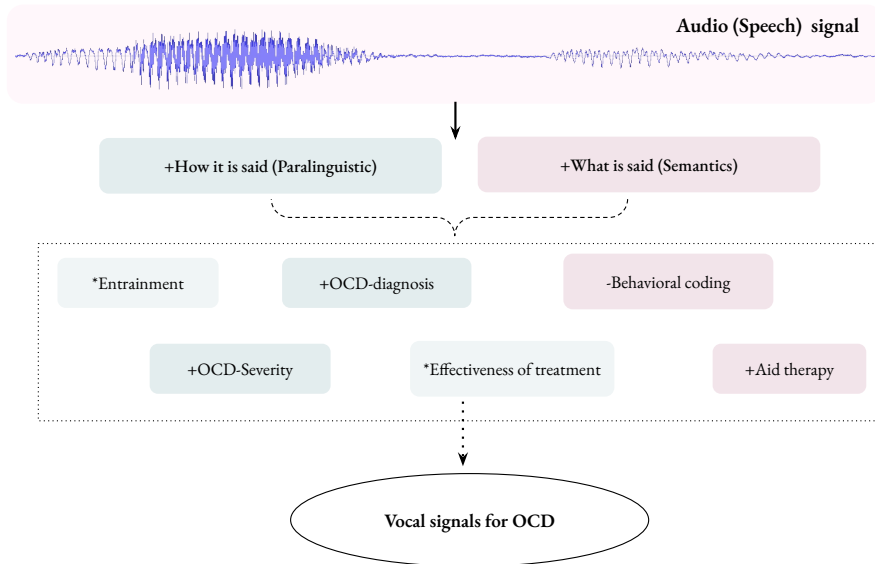 Audio (Speech) signal
+How it is said (Paralinguistic)
+What is said (Semantics)
*Entrainment
+OCD-diagnosis
-Behavioral coding
+OCD-Severity
*Effectiveness of treatment
+Aid therapy
Vocal signals for OCD